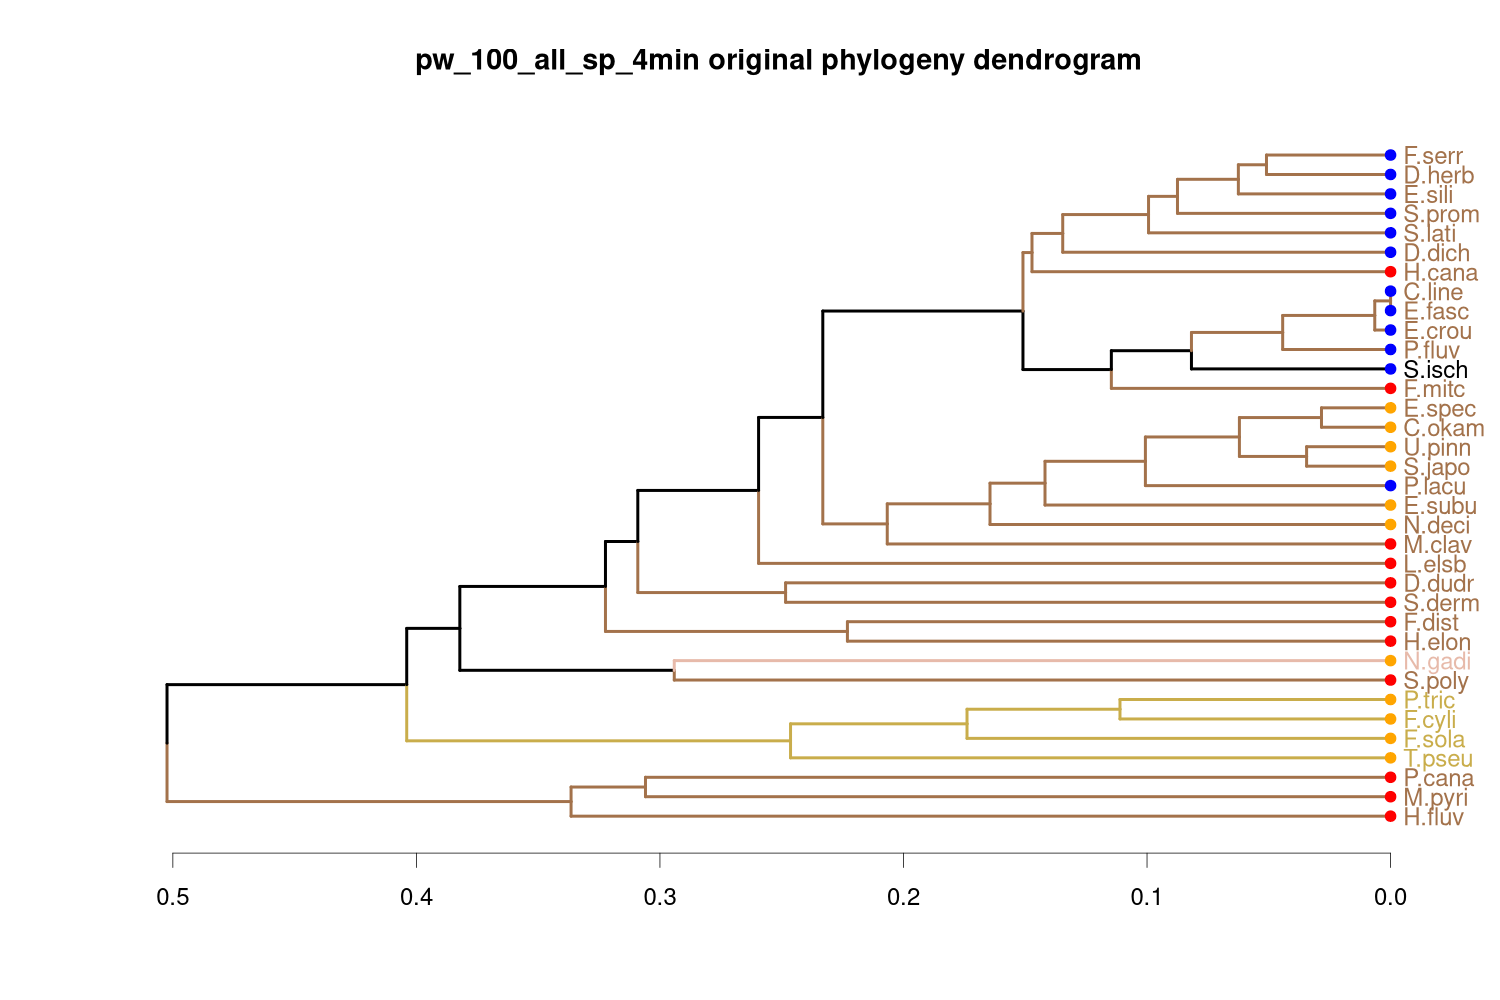 pw_100_all_sp_4min original phylogeny dendrogram
F.serr
D.herb
E.sili
S.prom
S.lati
D.dich
H.cana
C.line
E.fasc
E.crou
P.fluv
S.isch
F.mitc
E.spec
C.okam
U.pinn
S.japo
P.lacu
E.subu
N.deci
M.clav
L.elsb
D.dudr
S.derm
F.dist
H.elon
N.gadi
S.poly
P.tric
F.cyli
F.sola
T.pseu
P.cana
M.pyri
H.fluv
0.5 0.4 0.3 0.2 0.1 0.0